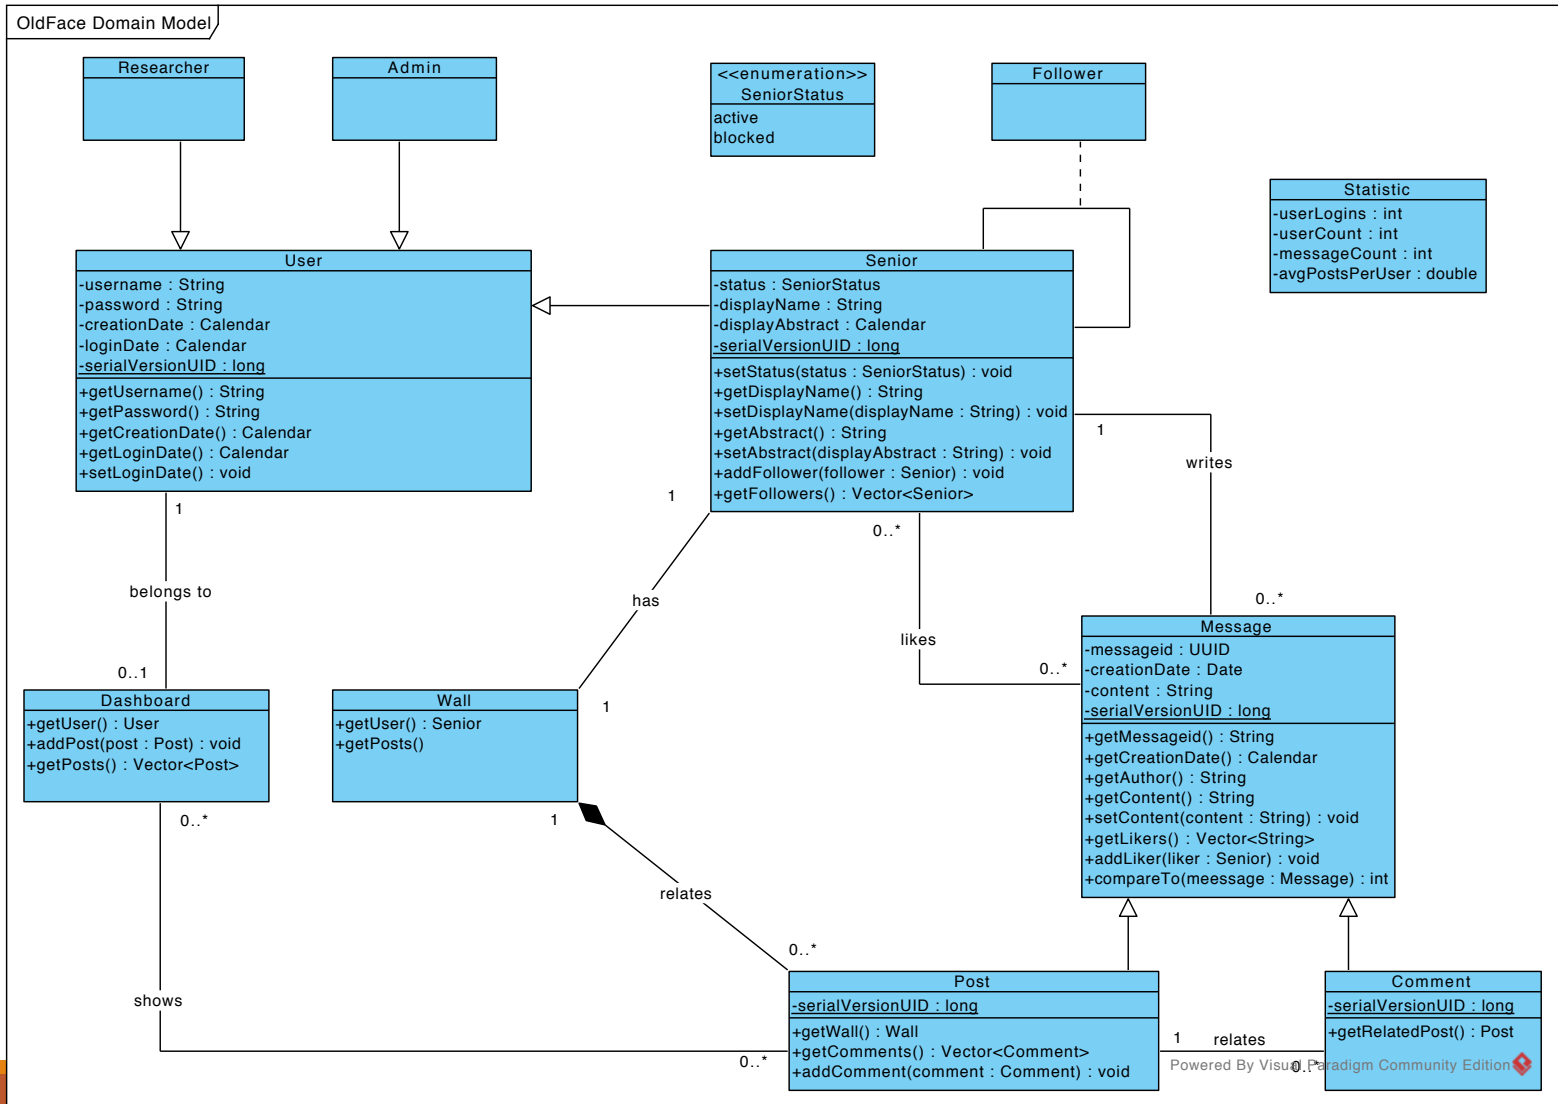 OldFace Domain Model
Researcher
Admin
<<enumeration>>
SeniorStatus
active
blocked
Follower
Statistic
-userLogins : int
-userCount : int
-messageCount : int
-avgPostsPerUser : double
User
-username : String
-password : String
-creationDate : Calendar
-loginDate : Calendar
-serialVersionUID : long
+getUsername() : String
+getPassword() : String
+getCreationDate() : Calendar
+getLoginDate() : Calendar
+setLoginDate() : void
Senior
-status : SeniorStatus
-displayName : String
-displayAbstract : Calendar
-serialVersionUID : long
+setStatus(status : SeniorStatus) : void
+getDisplayName() : String
+setDisplayName(displayName : String) : void
+getAbstract() : String
+setAbstract(displayAbstract : String) : void
+addFollower(follower : Senior) : void
+getFollowers() : Vector<Senior>
1
writes
0..*
1
belongs to
0..1
1
has
1
0..*
likes
0..*
Message
-messageid : UUID
-creationDate : Date
-content : String
-serialVersionUID : long
+getMessageid() : String
+getCreationDate() : Calendar
+getAuthor() : String
+getContent() : String
+setContent(content : String) : void
+getLikers() : Vector<String>
+addLiker(liker : Senior) : void
+compareTo(meessage : Message) : int
Dashboard
+getUser() : User
+addPost(post : Post) : void
+getPosts() : Vector<Post>
Wall
+getUser() : Senior
+getPosts()
0..*
shows
0..*
1
relates
0..*
Post
-serialVersionUID : long
+getWall() : Wall
+getComments() : Vector<Comment>
+addComment(comment : Comment) : void
1
relates
0..*
Comment
-serialVersionUID : long
+getRelatedPost() : Post
Powered By Visual Paradigm Community Edition